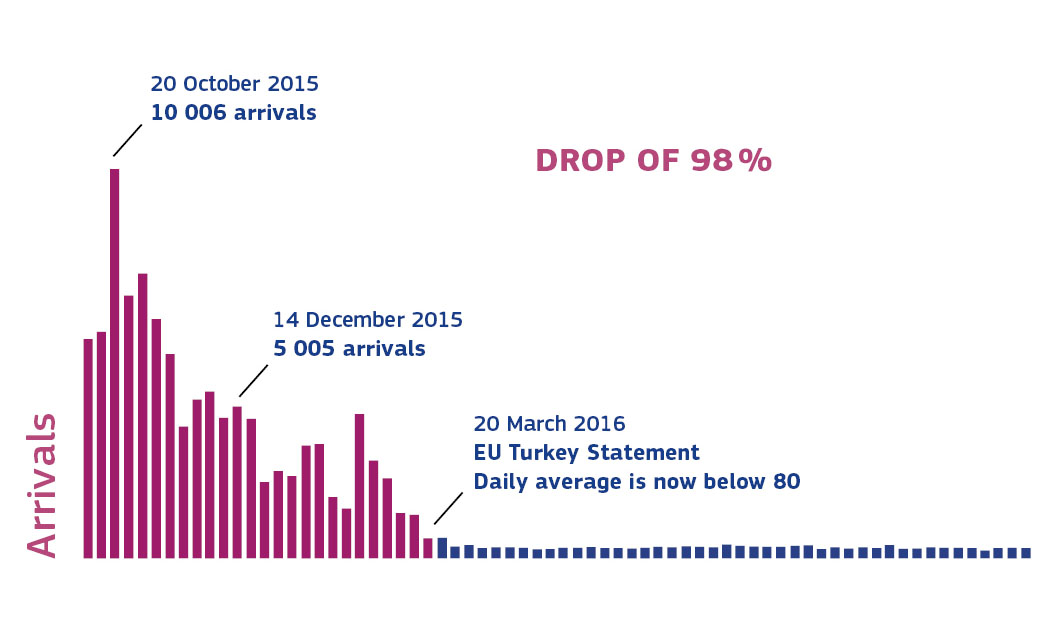 20 October 2015
10 006 arrivals
DROP OF 98%
14 December 2015
5 005 arrivals
20 March 2016
EU Turkey Statement
Daily average is now below 80
Arrivals